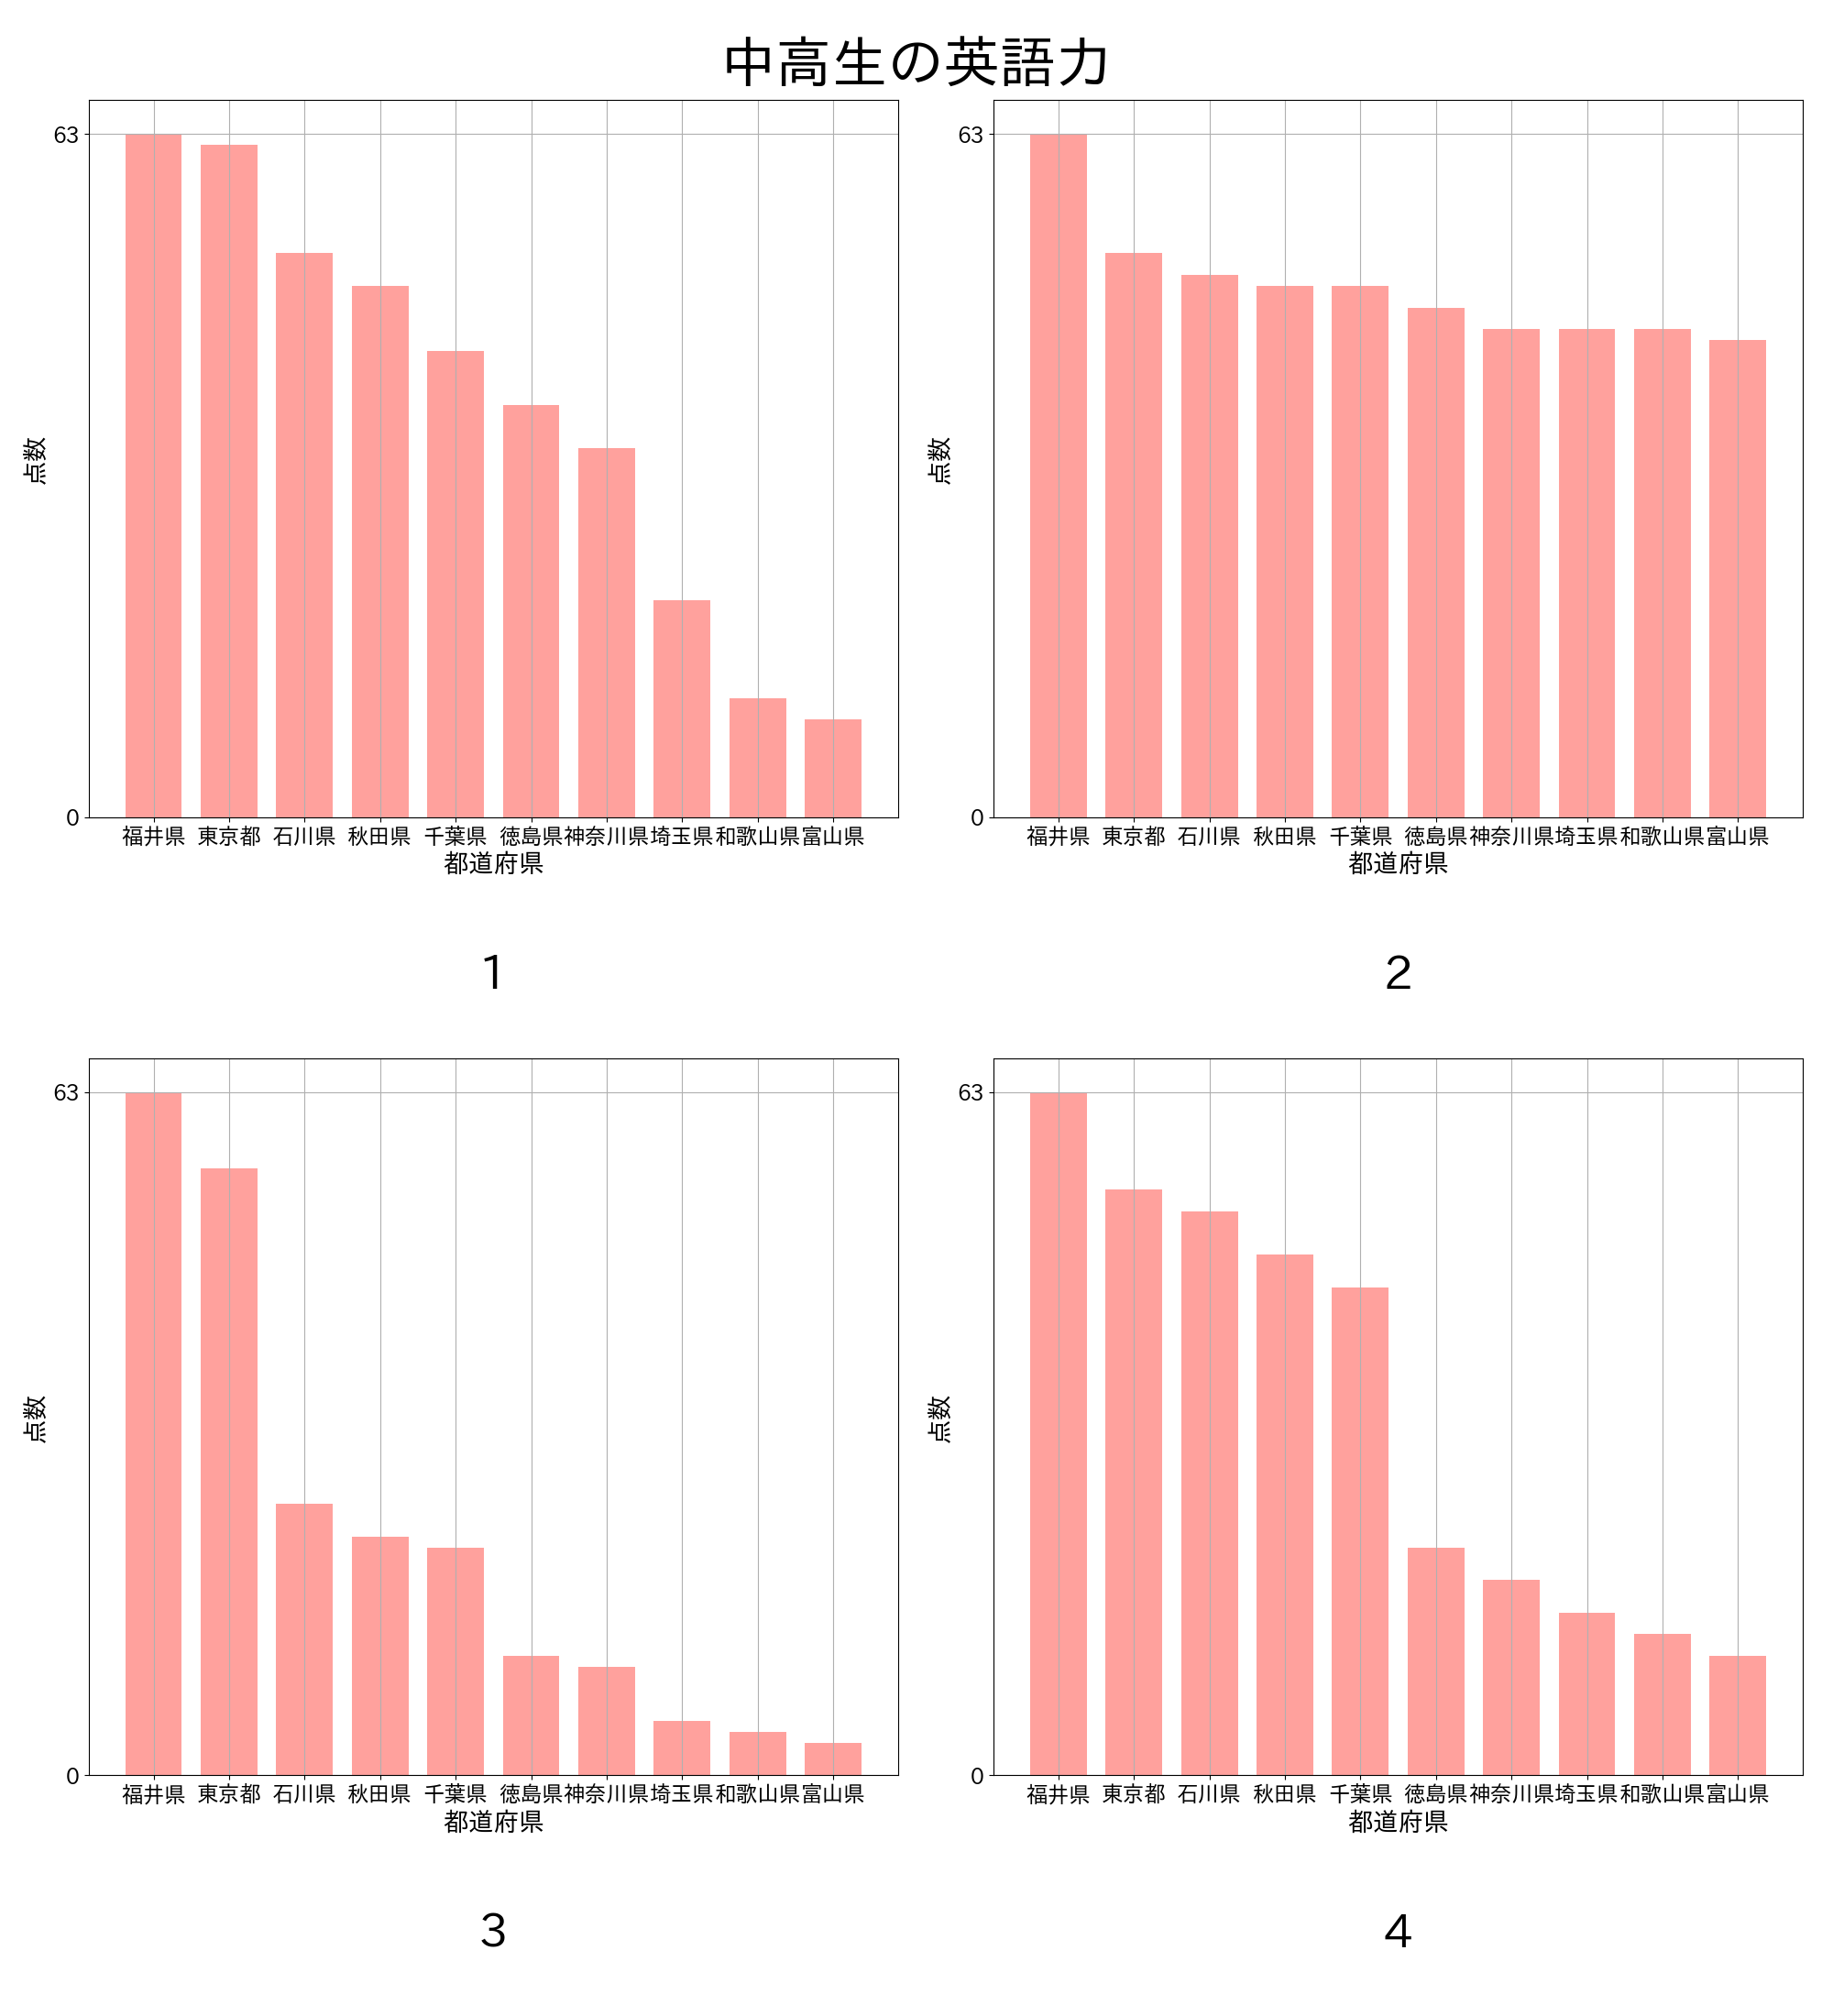 中高生の英語力
63
0
点数
福井県 東京都 石川県 秋田県 千葉県 徳島県 神奈川県 埼玉県 和歌山県 富山県
都道府県
1
63
0
点数
福井県 東京都 石川県 秋田県 千葉県 徳島県 神奈川県 埼玉県 和歌山県 富山県
都道府県
2
63
0
点数
福井県 東京都 石川県 秋田県 千葉県 徳島県 神奈川県 埼玉県 和歌山県 富山県
都道府県
3
63
0
点数
福井県 東京都 石川県 秋田県 千葉県 徳島県 神奈川県 埼玉県 和歌山県 富山県
都道府県
4